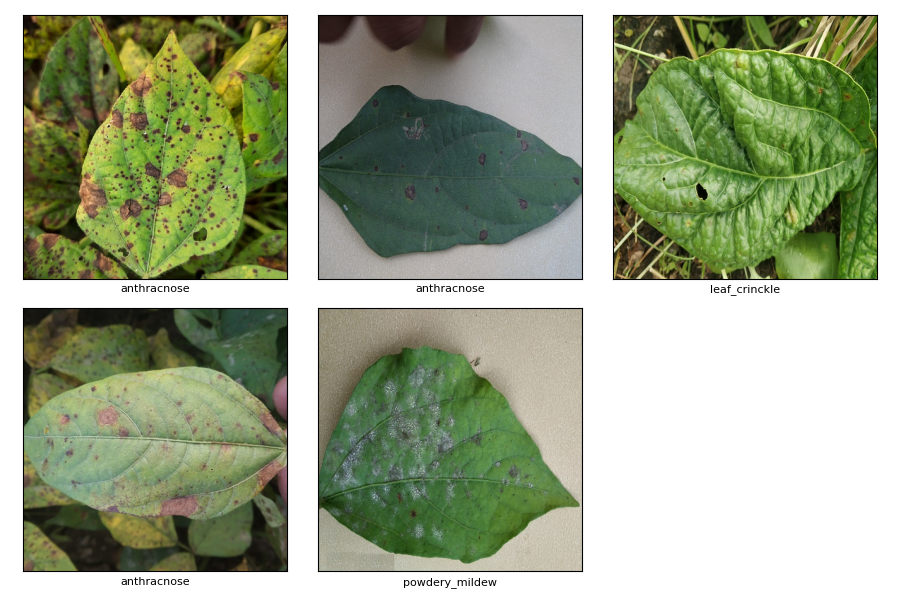 anthracnose
anthracnose
leaf_crinckle
anthracnose
powdery_mildew